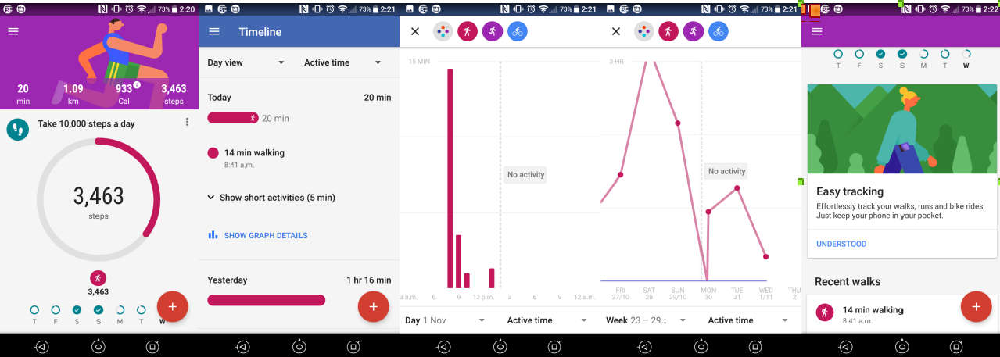 73% 2:20
20 1.09 933 3,463
min km Cal steps
Take 10,000 steps a day
3,463
steps
3,463
T F S S M T W
73% 2:21
Timeline
Day view Active time
Today 20 min
20 min
14 min walking
8:41 a.m.
Show short activities (5 min)
SHOW GRAPH DETAILS
Yesterday 1 hr 16 min
73% 2:21
15 MIN
No activity
3 a.m. 6 9 12 p.m. 3 6 9 12 a.m.
Day 1 Nov Active time
73% 2:21
3 HR
No activity
FRI SAT SUN MON TUE WED THU
27/10 28 29/10 30 31 1/11 2
Week 23 – 29... Active time
73% 2:22
T F S S M T W
Easy tracking
Effortlessly track your walks, runs and bike rides.
Just keep your phone in your pocket.
UNDERSTOOD
Recent walks
14 min walking
8:41 a.m.